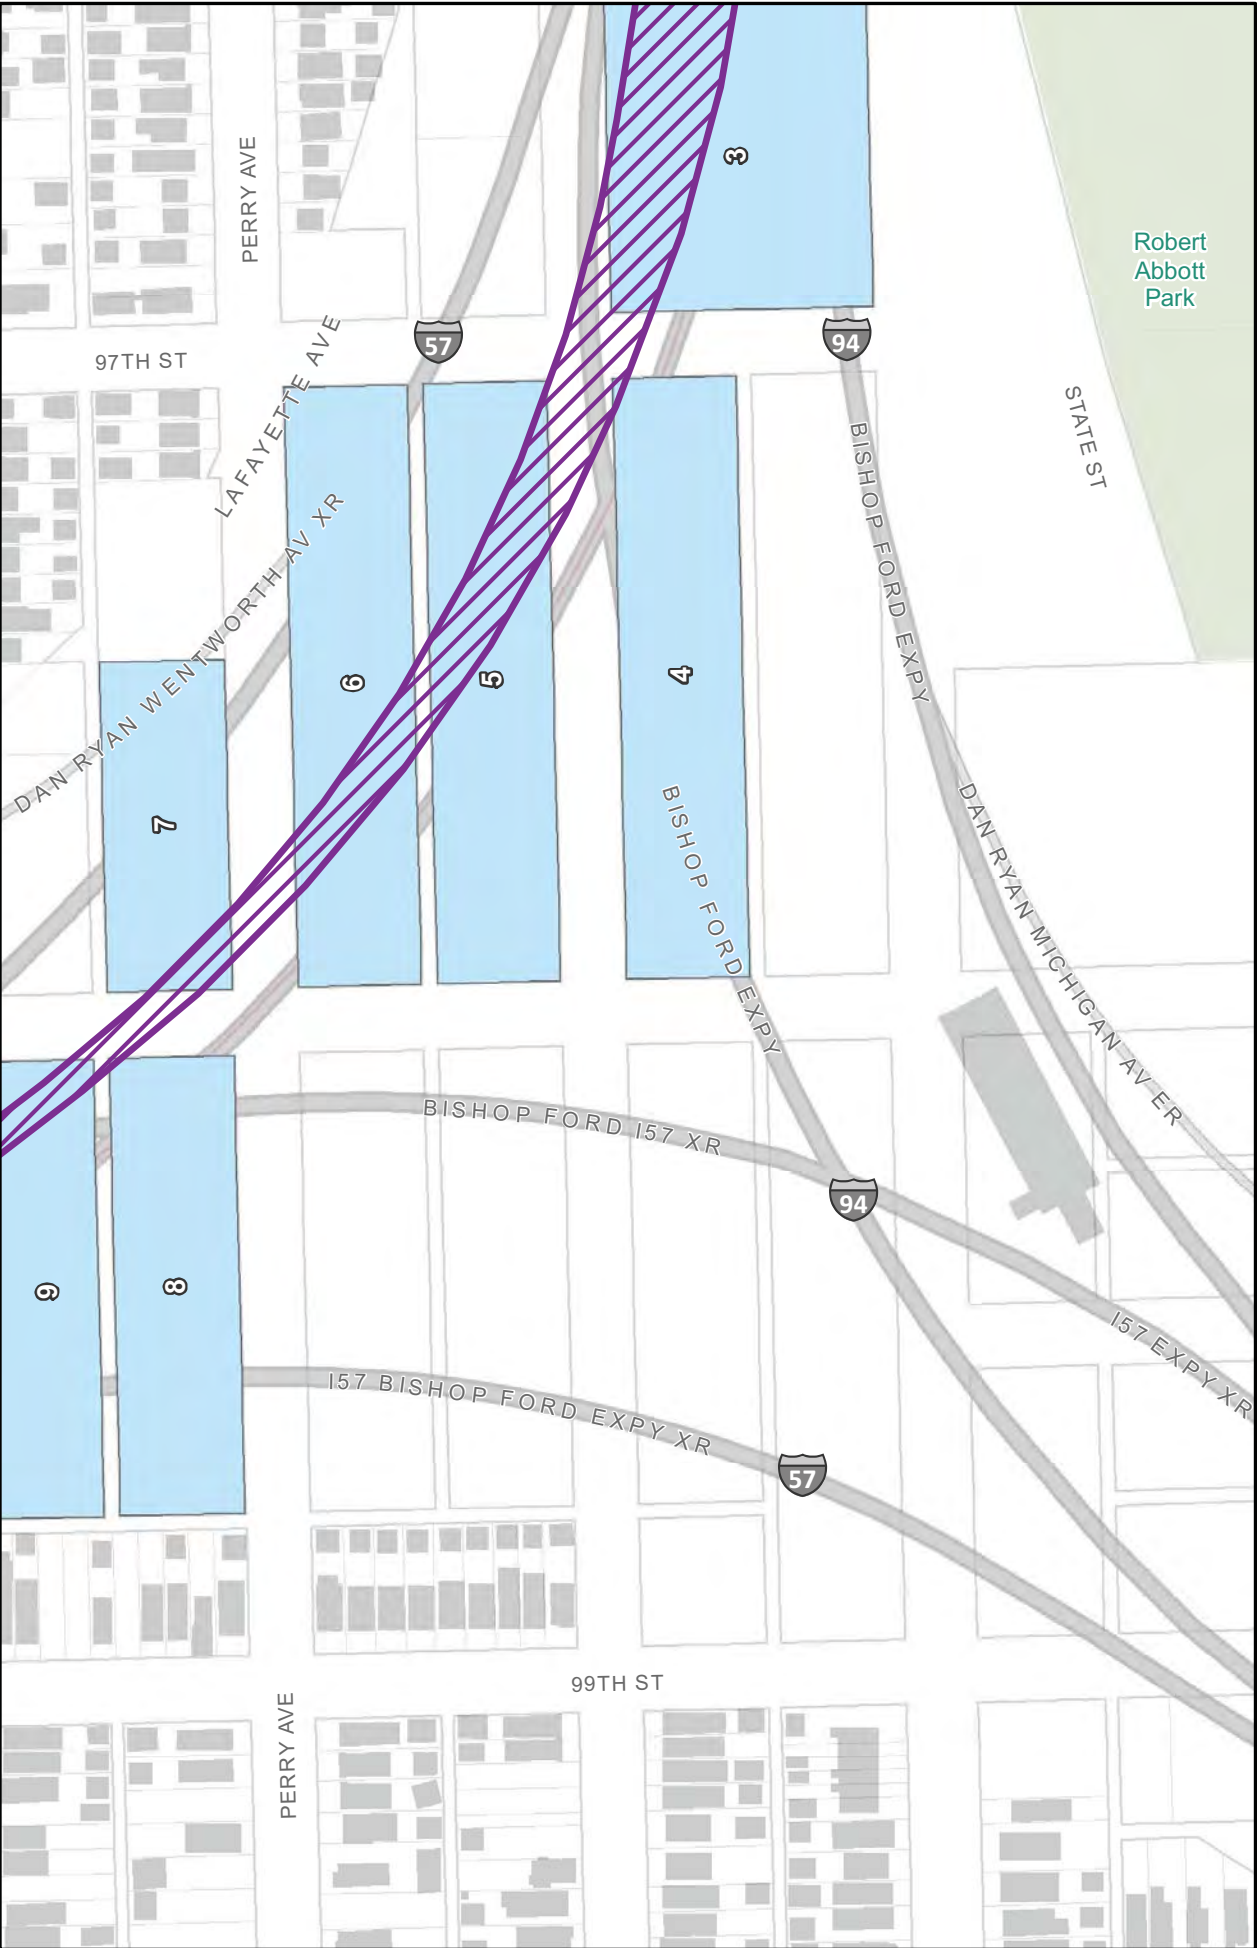 PERRY AVE
3
Robert
Abbott
Park
97TH ST
LAFAYETTE AVE
57
94
STATE ST
BISHOP FORD EXPY
DAN RYAN WENTWORTH AV XR
6
5
4
7
BISHOP FORD EXPY
DAN RYAN MICHIGAN AV ER
BISHOP FORD I57 XR
94
9
8
I57 EXPY XR
I57 BISHOP FORD EXPY XR
57
99TH ST
PERRY AVE